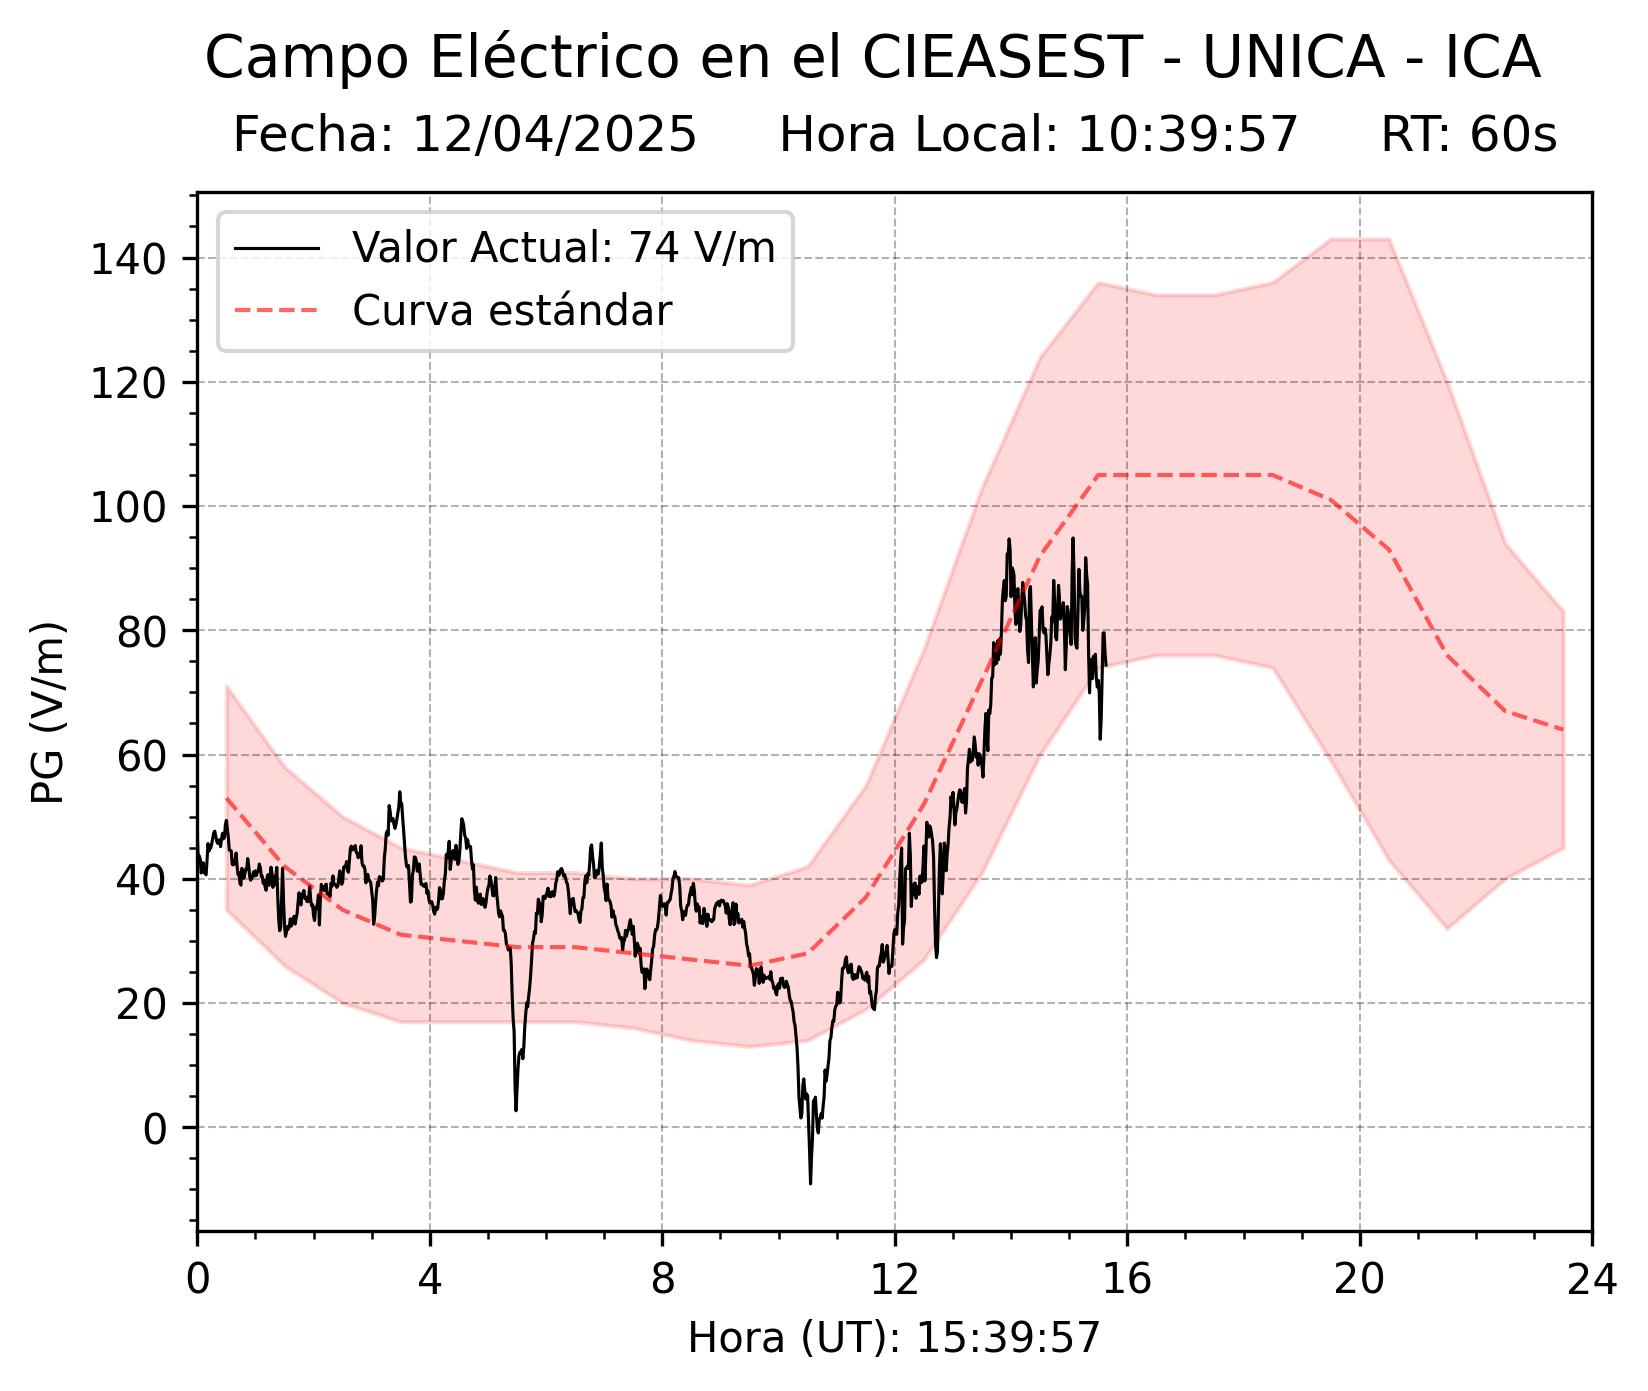 Campo Eléctrico en el CIEASEST - UNICA - ICA
Fecha: 12/04/2025 Hora Local: 10:39:57 RT: 60s
Valor Actual: 74 V/m
Curva estándar
PG (V/m)
140
120
100
80
60
40
20
0
0 4 8 12 16 20 24
Hora (UT): 15:39:57